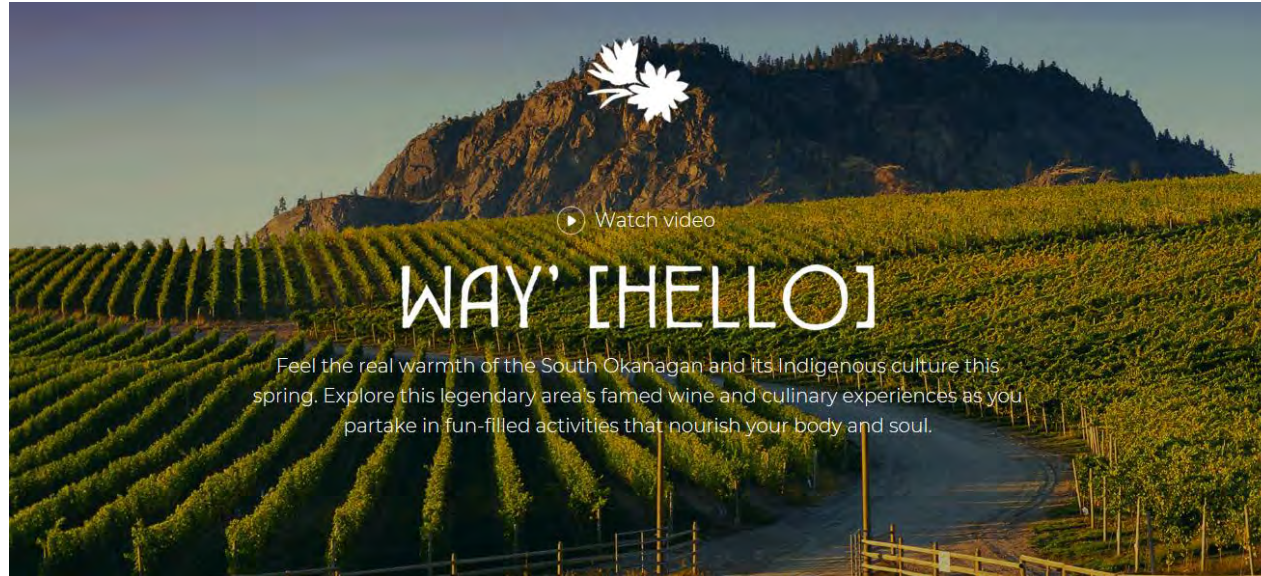 Watch video
WAY' [HELLO]
Feel the real warmth of the South Okanagan and its Indigenous culture this
spring. Explore this legendary area's famed wine and culinary experiences as you
partake in fun-filled activities that nourish your body and soul.